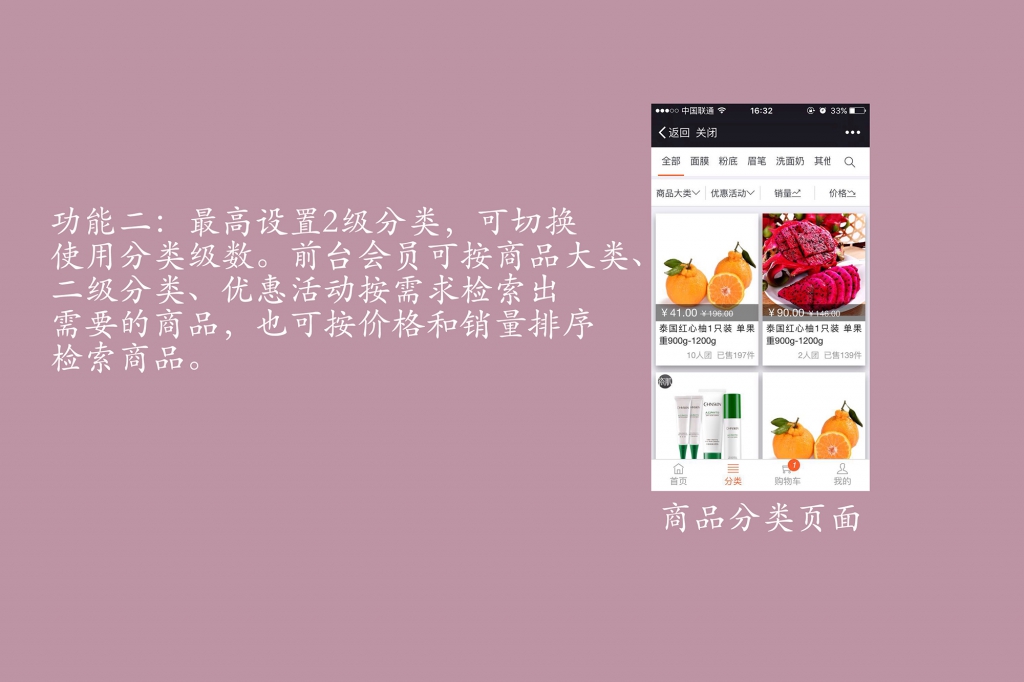 功能二：最高设置2级分类，可切换
使用分类级数。前台会员可按商品大类、
二级分类、优惠活动按需求检索出
需要的商品，也可按价格和销量排序
检索商品。
中国联通 16:32 33%
返回 关闭
全部 面膜 粉底 眉笔 洗面奶 其他
商品大类 优惠活动 销量 价格
￥41.00 ￥196.00
泰国红心柚1只装 单果
重900g-1200g
10人团 已售197件
￥90.00 ￥146.00
泰国红心柚1只装 单果
重900g-1200g
2人团 已售139件
1
首页 分类 购物车 我的
商品分类页面